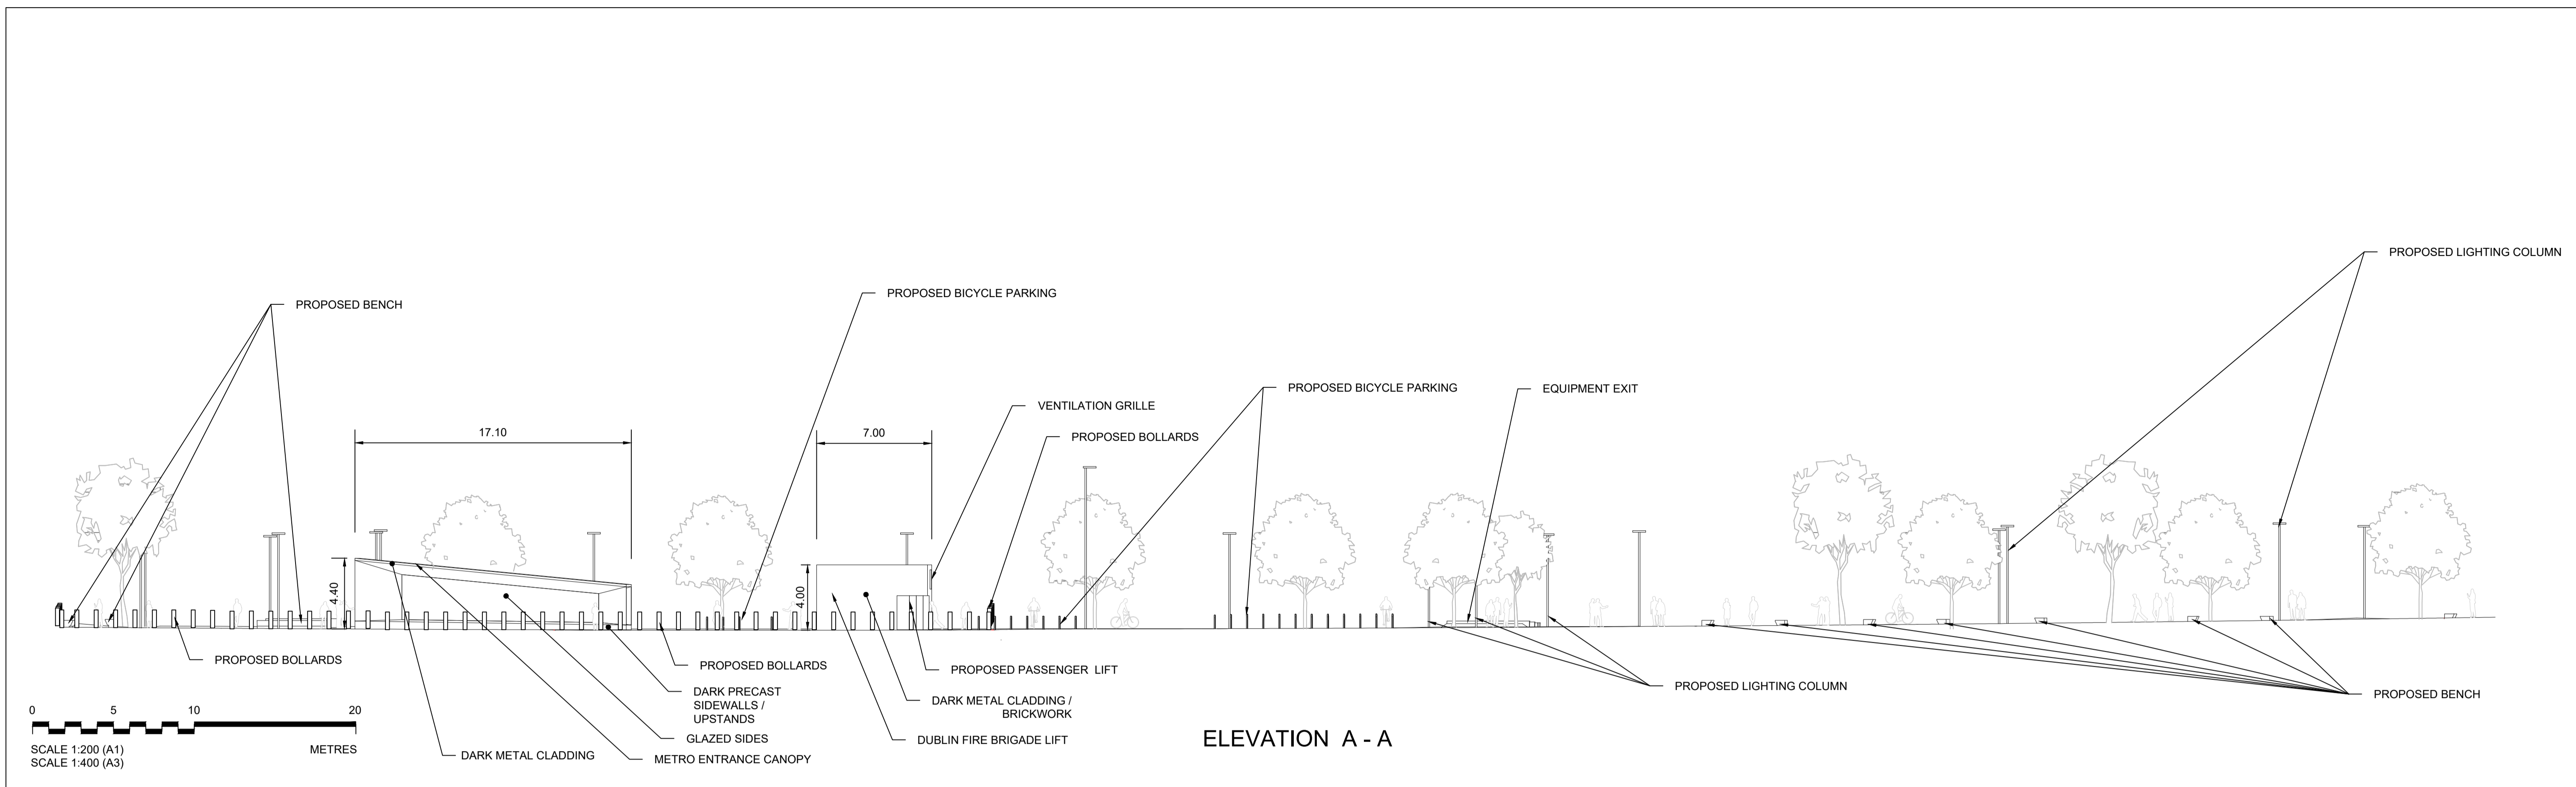 PROPOSED LIGHTING COLUMN
PROPOSED BICYCLE PARKING
PROPOSED BENCH
PROPOSED BICYCLE PARKING
EQUIPMENT EXIT
VENTILATION GRILLE
17.10
7.00
PROPOSED BOLLARDS
4.40
4.00
PROPOSED BOLLARDS
PROPOSED BOLLARDS
PROPOSED PASSENGER LIFT
PROPOSED LIGHTING COLUMN
PROPOSED BENCH
DARK PRECAST
SIDEWALLS /
UPSTANDS
DARK METAL CLADDING /
BRICKWORK
GLAZED SIDES
DUBLIN FIRE BRIGADE LIFT
ELEVATION A - A
0 5 10 20
SCALE 1:200 (A1) METRES
SCALE 1:400 (A3)
DARK METAL CLADDING
METRO ENTRANCE CANOPY